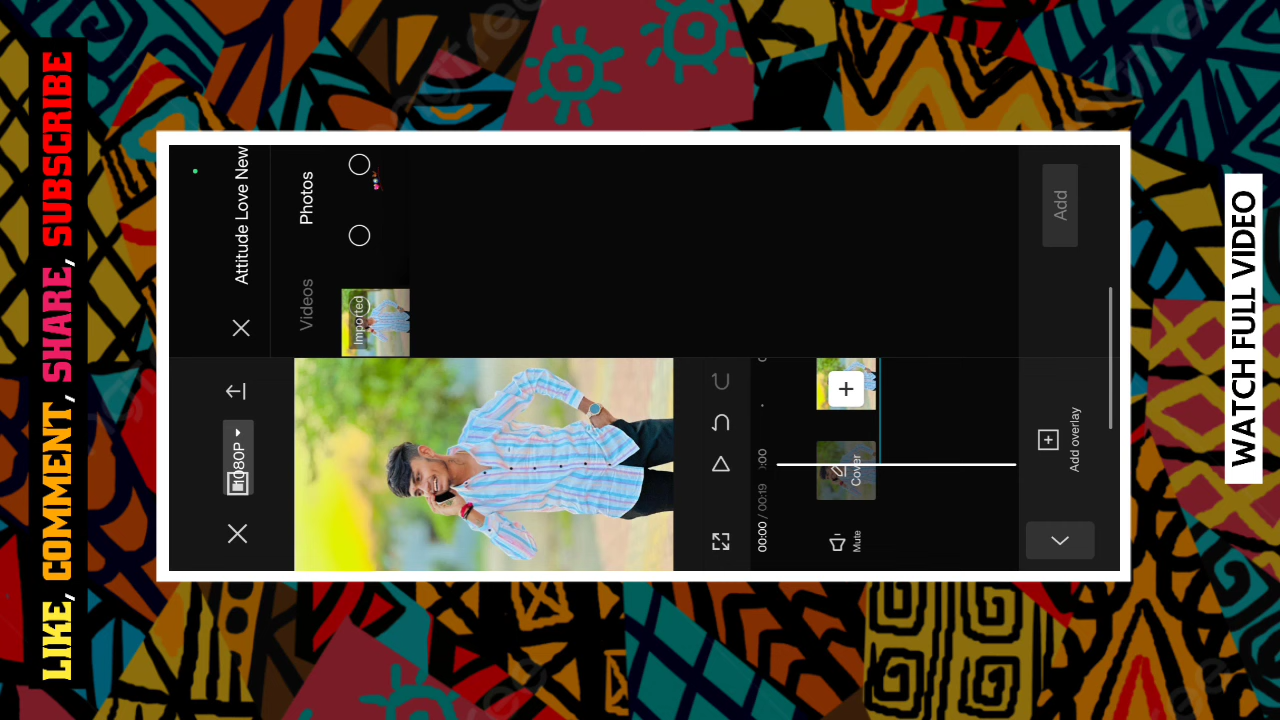 LIKE, COMMENT, SHARE, SUBSCRIBE
Attitude Love New
Videos
Photos
Imported
Add
1080P
00:00 / 00:19
Mute
Cover
Add overlay
WATCH FULL VIDEO